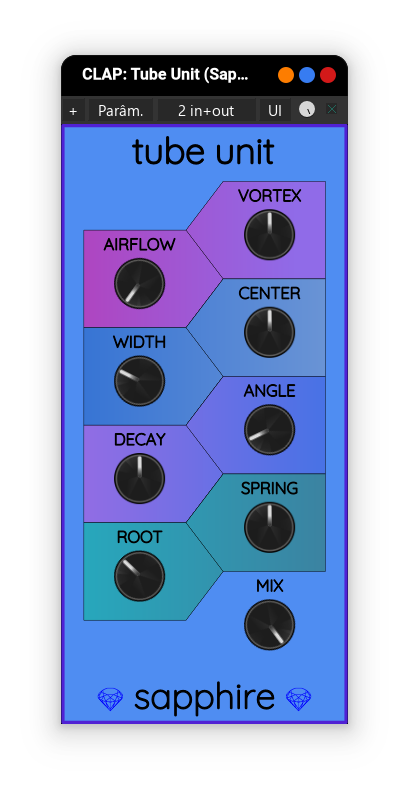 CLAP: Tube Unit (Sap...
+ Parâm. 2 in+out UI
tube unit
VORTEX
AIRFLOW
CENTER
WIDTH
ANGLE
DECAY
SPRING
ROOT
MIX
sapphire